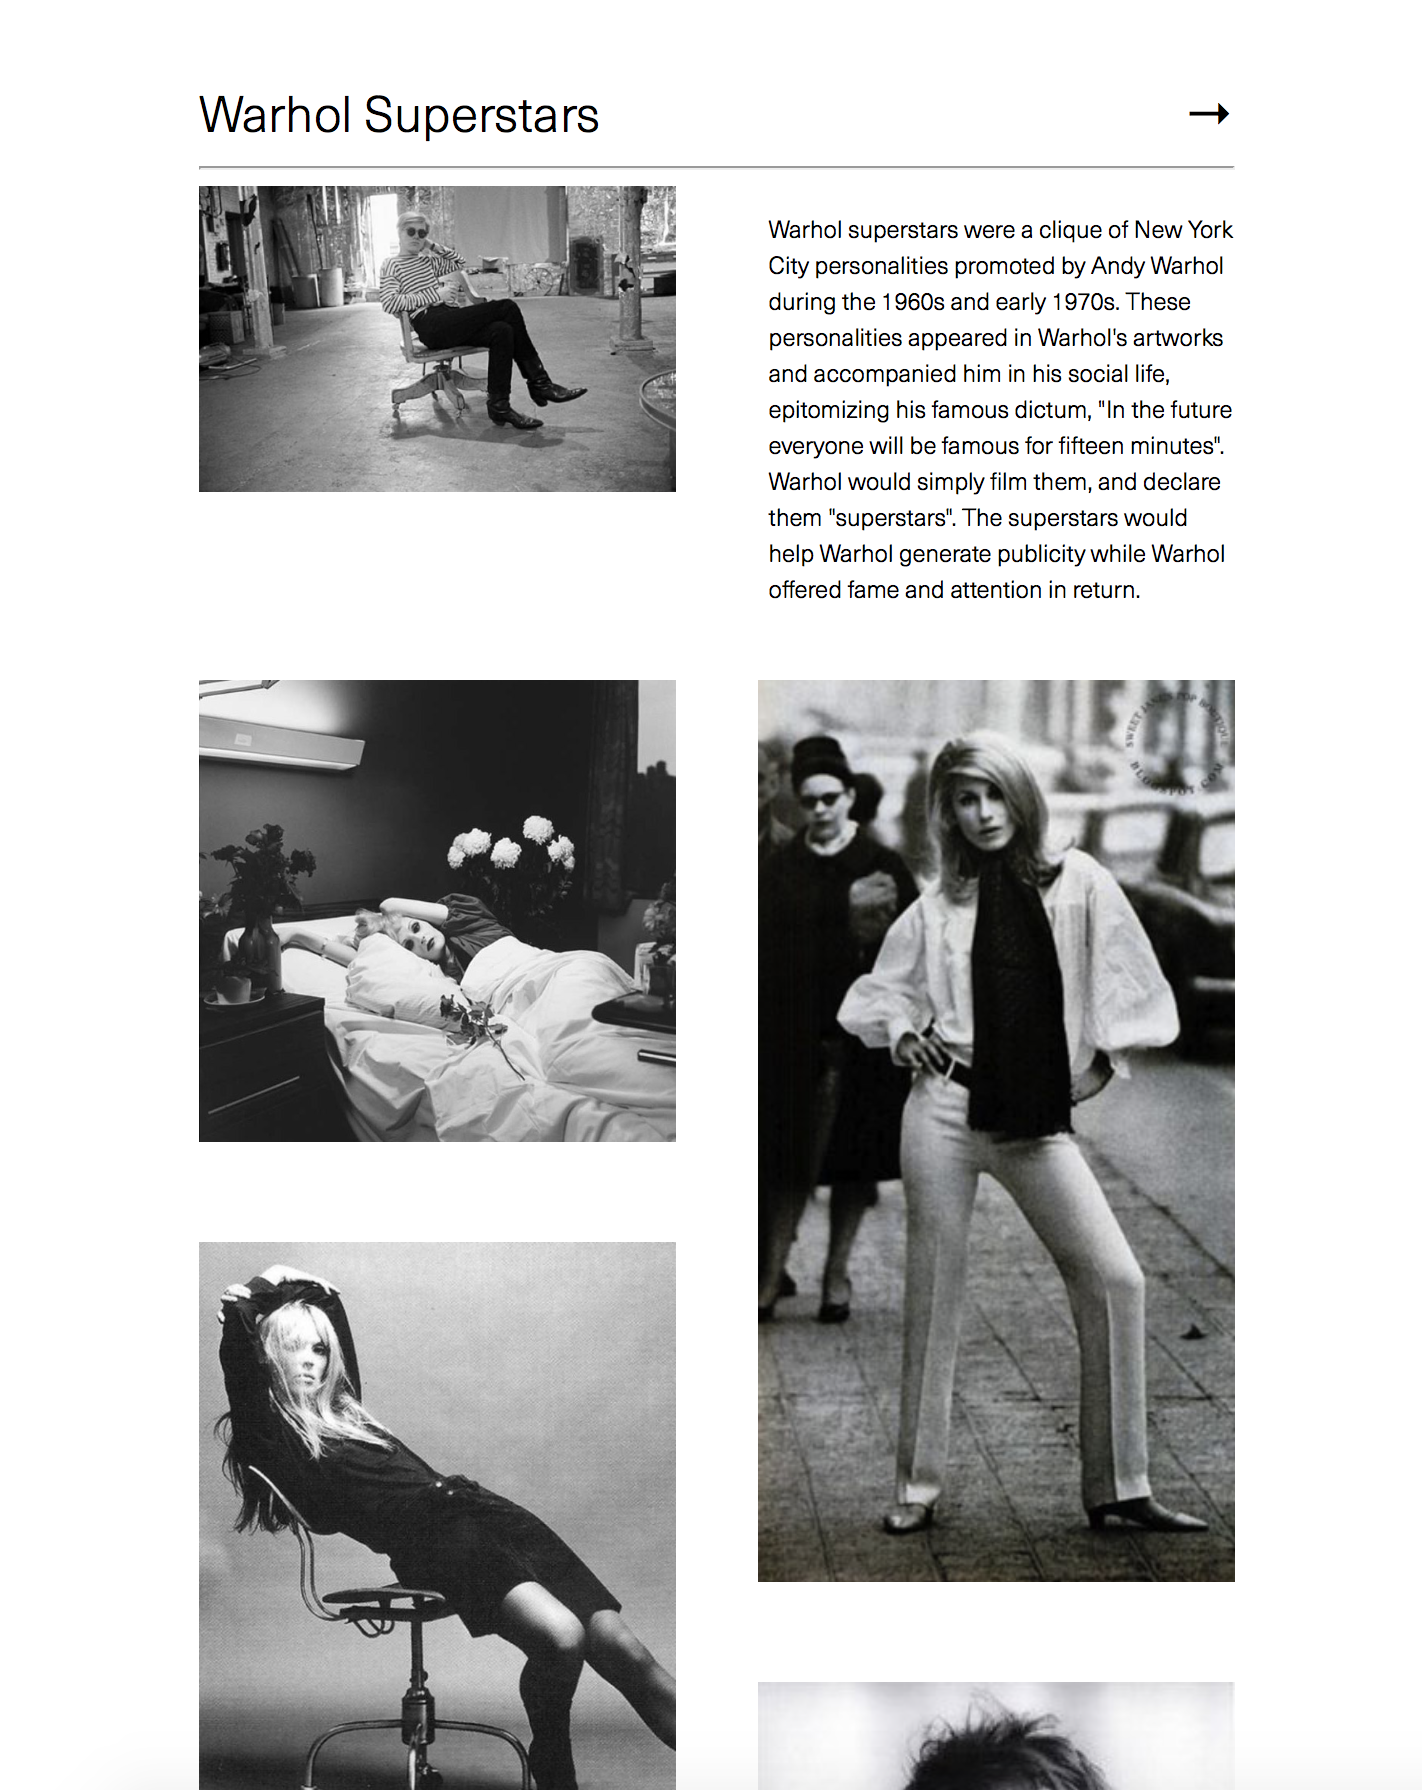 Warhol Superstars
Warhol superstars were a clique of New York
City personalities promoted by Andy Warhol
during the 1960s and early 1970s. These
personalities appeared in Warhol's artworks
and accompanied him in his social life,
epitomizing his famous dictum, "In the future
everyone will be famous for fifteen minutes".
Warhol would simply film them, and declare
them "superstars". The superstars would
help Warhol generate publicity while Warhol
offered fame and attention in return.
SWEET JANE'S POP BOUTIQUE
BLOGSPOT.COM